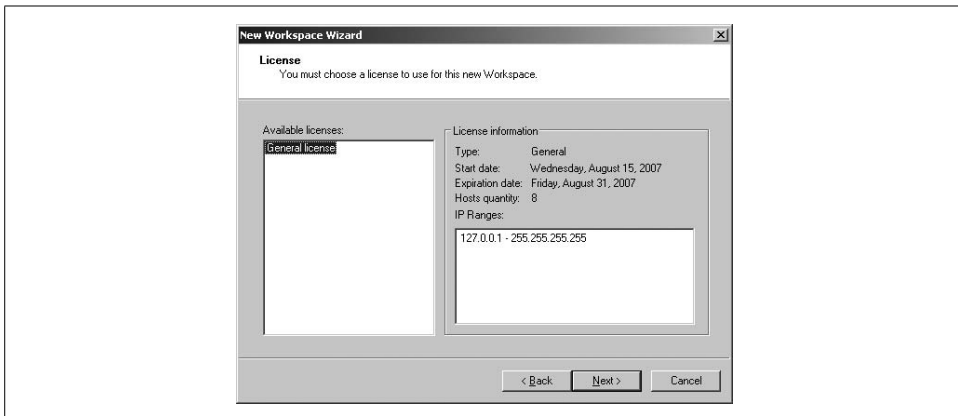 New Workspace Wizard
License
You must choose a license to use for this new Workspace.
Available licenses:
General license
License information
Type: General
Start date: Wednesday, August 15, 2007
Expiration date: Friday, August 31, 2007
Hosts quantity: 8
IP Ranges:
127.0.0.1 - 255.255.255.255
< Back
Next >
Cancel